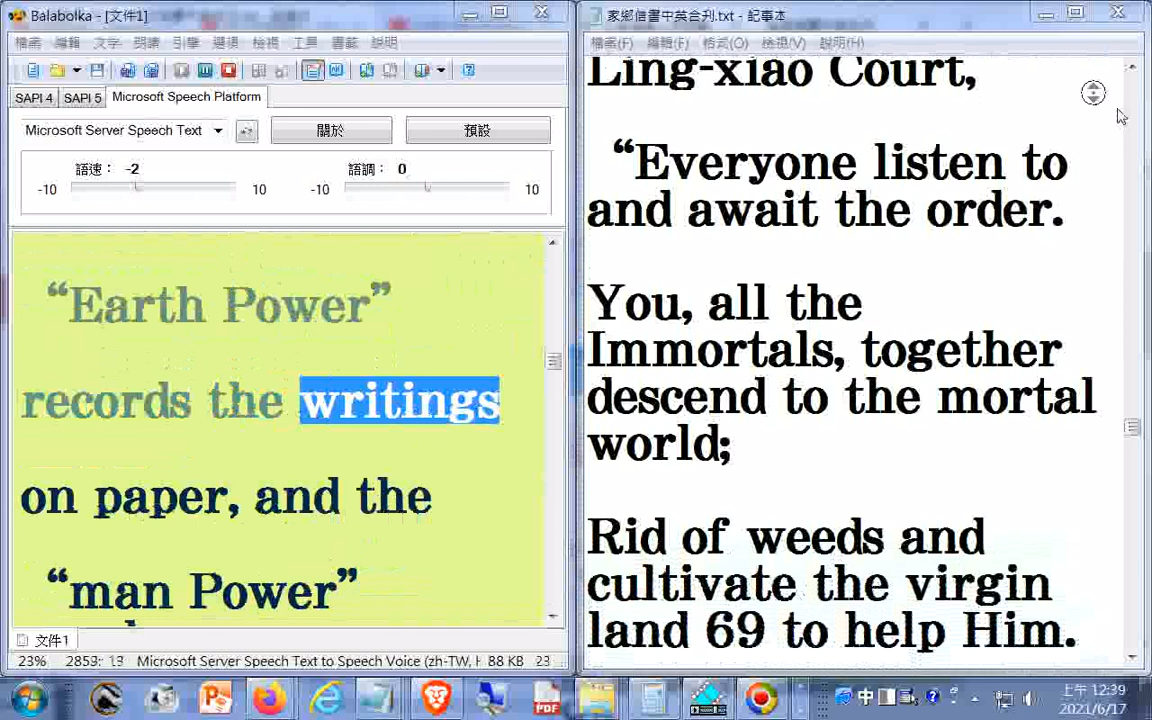 Balabolka - [文件1]
檔案 編輯 文字 朗讀 引擎 選項 檢視 工具 書籤 說明
SAPI 4 SAPI 5 Microsoft Speech Platform
Microsoft Server Speech Text 關於 預設
語速： -2 語調： 0
-10 10 -10 10
“Earth Power”
records the writings
on paper, and the
“man Power”
文件1
23% 2853: 13 Microsoft Server Speech Text to Speech Voice (zh-TW, H 88 KB 23
家鄉信書中英合刋.txt - 記事本
檔案(F) 編輯(E) 格式(O) 檢視(V) 說明(H)
Ling-xiao Court,
“Everyone listen to
and await the order.
You, all the
Immortals, together
descend to the mortal
world;
Rid of weeds and
cultivate the virgin
land 69 to help Him.
中
上午 12:39
2021/6/17